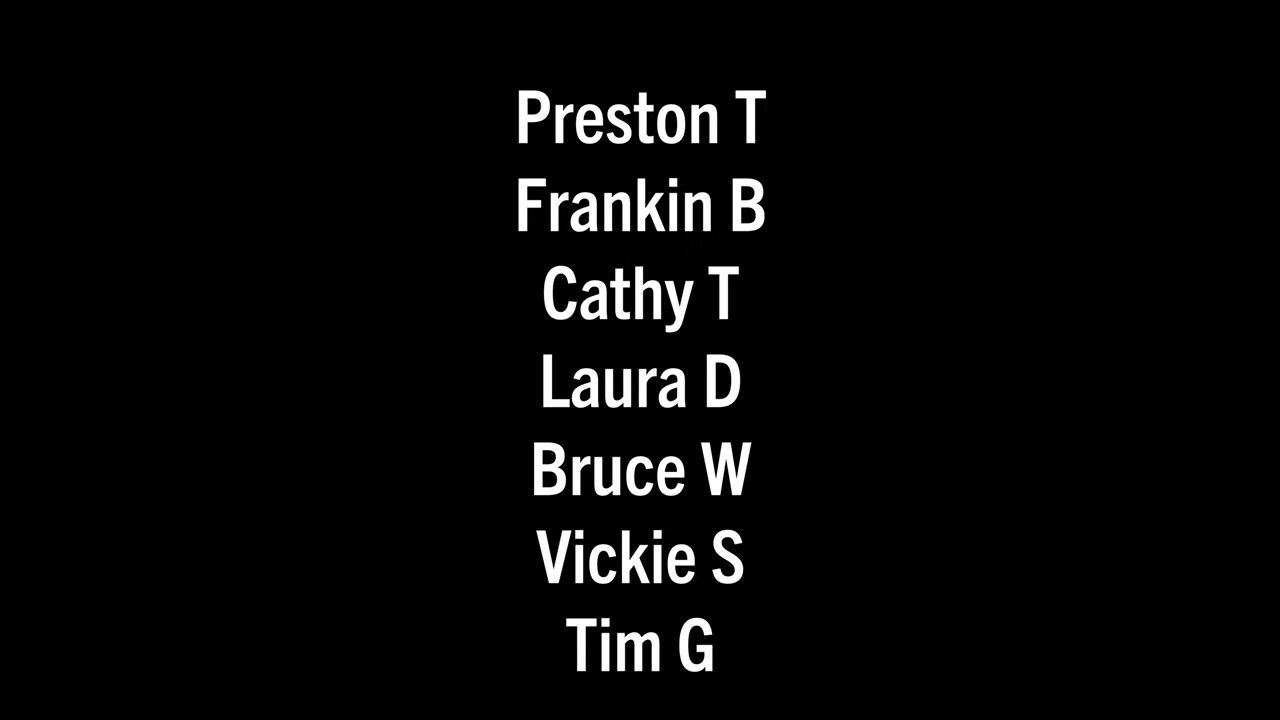 Preston T
Frankin B
Cathy T
Laura D
Bruce W
Vickie S
Tim G